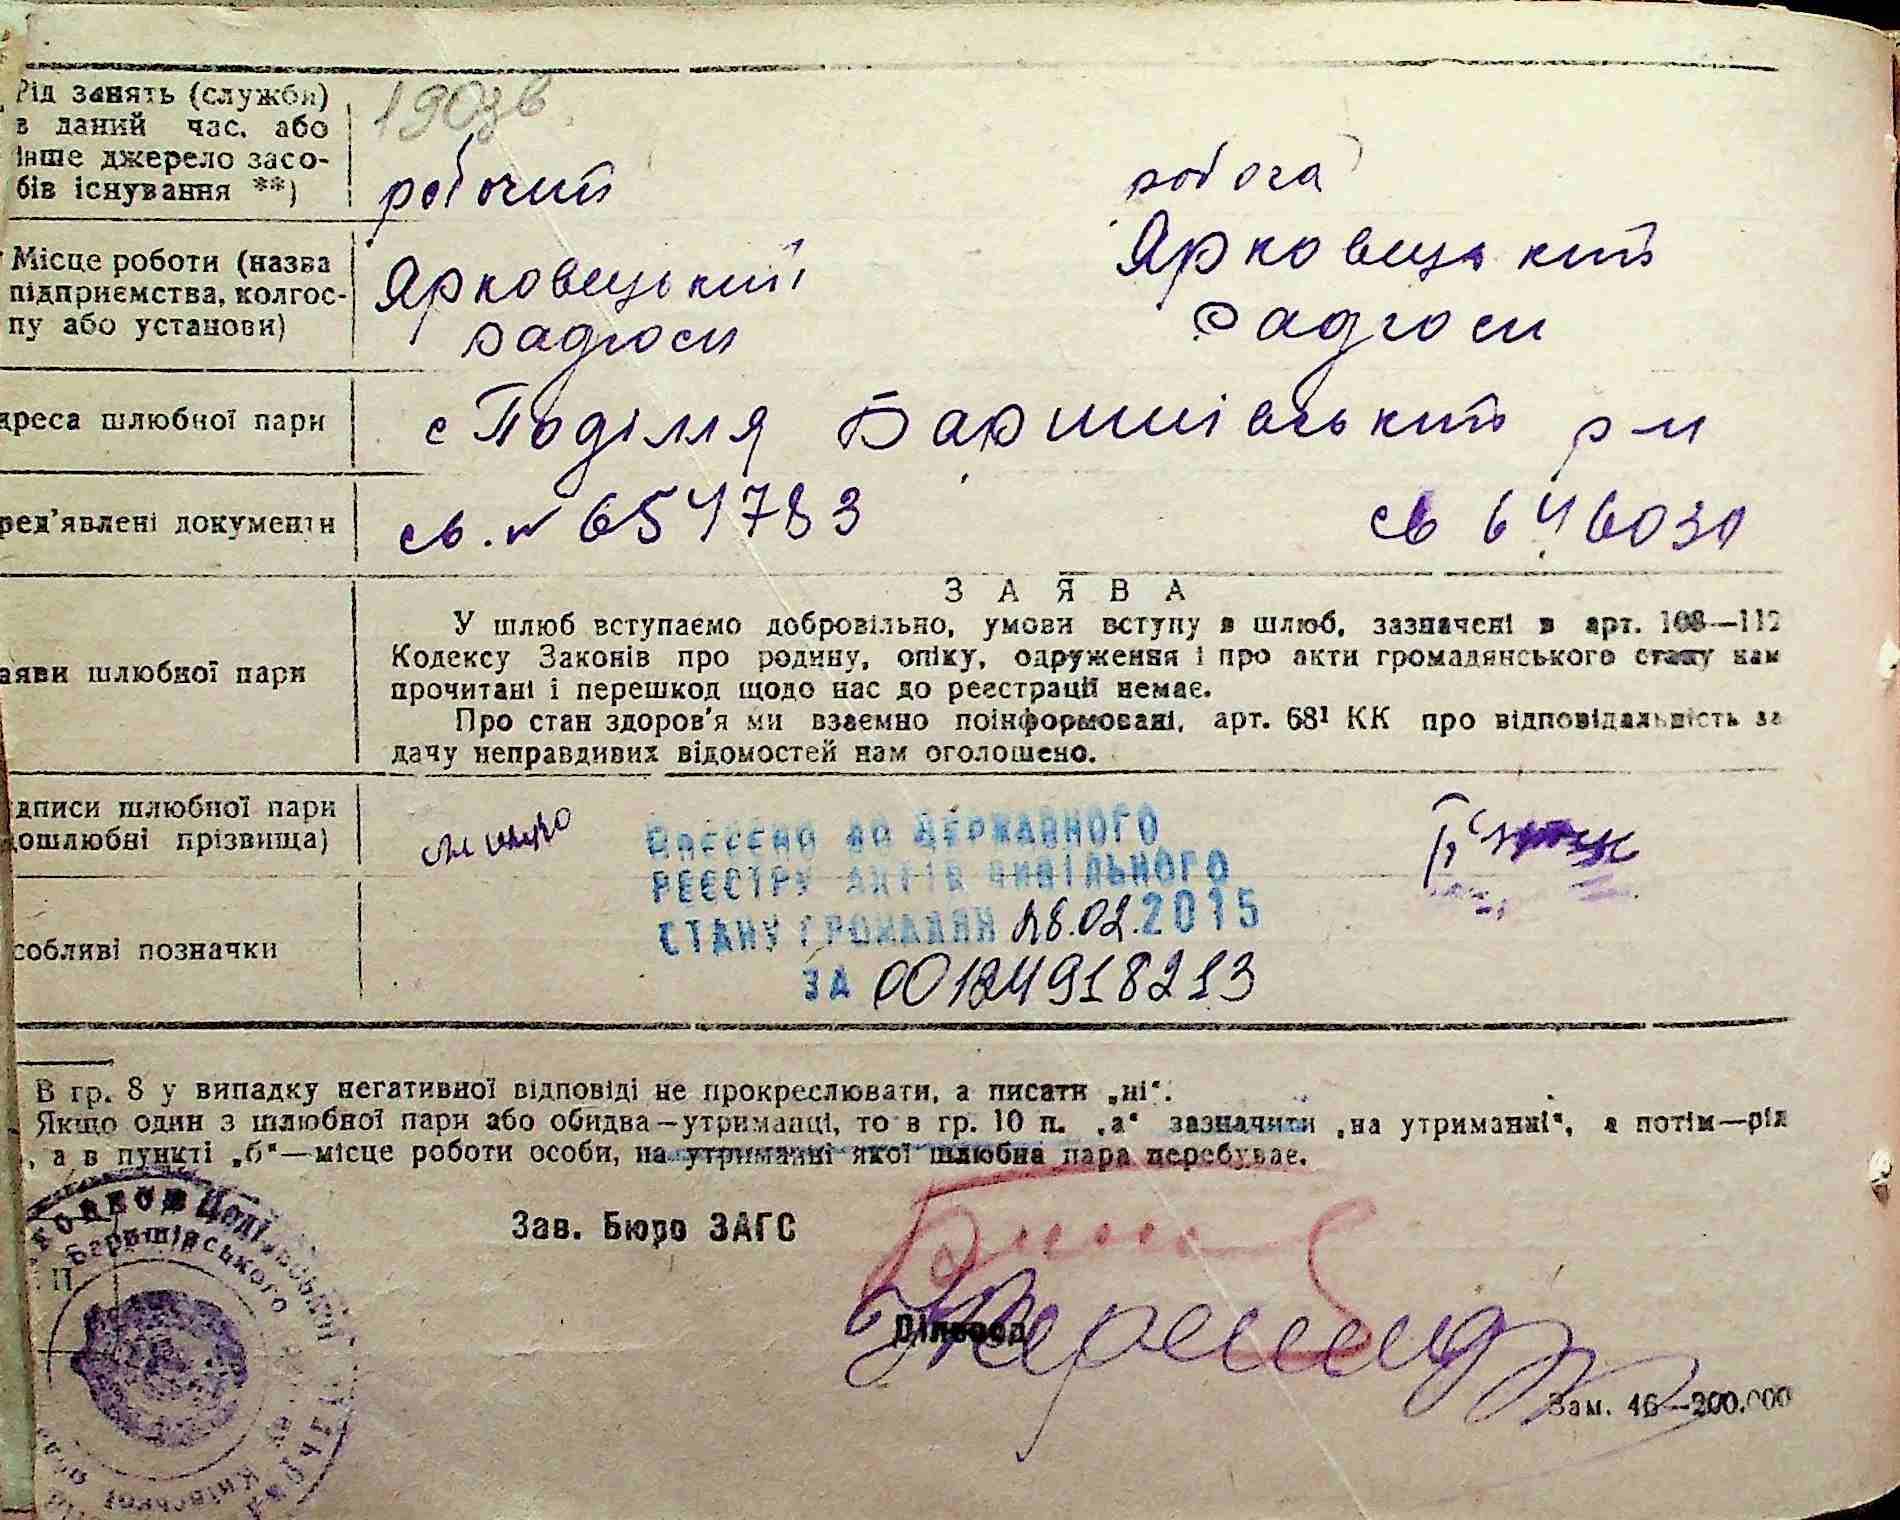 Рід занять (служби)
в даний час, або
інше джерело засо-
бів існування **)
робочий
робоча
Місце роботи (назва
підприємства, колгос-
пу або установи)
Ярковецький
радгосп
Ярковецький
радгосп
дреса шлюбної пари
с Поділля Баришівський р-н
ред'явлені документи
св. № 654783
св 646030
ЗАЯВА
аяви шлюбної пари
У шлюб вступаємо добровільно, умови вступу в шлюб, зазначені в арт. 108—112
Кодексу Законів про родину, опіку, одруження і про акти громадянського стану нам
прочитані і перешкод щодо нас до реєстрації немає.
Про стан здоров'я ми взаємно поінформовані, арт. 68¹ КК про відповідальність за
дачу неправдивих відомостей нам оголошено.
дписи шлюбної пари
дошлюбні прізвища)
ВНЕСЕНО ДО ДЕРЖАВНОГО
РЕЄСТРУ АКТІВ ЦИВІЛЬНОГО
СТАНУ ГРОМАДЯН 28.02.2015
ЗА 00124918213
собливі позначки
В гр. 8 у випадку негативної відповіді не прокреслювати, а писати „ні“.
Якщо один з шлюбної пари або обидва—утриманці, то в гр. 10 п. „а“ зазначити „на утриманні“, а потім—рід
, а в пункті „б“—місце роботи особи, на утриманні якої шлюбна пара перебуває.
Зав. Бюро ЗАГС
Діловод
Баришівського
Київської
Зам. 46—200.000